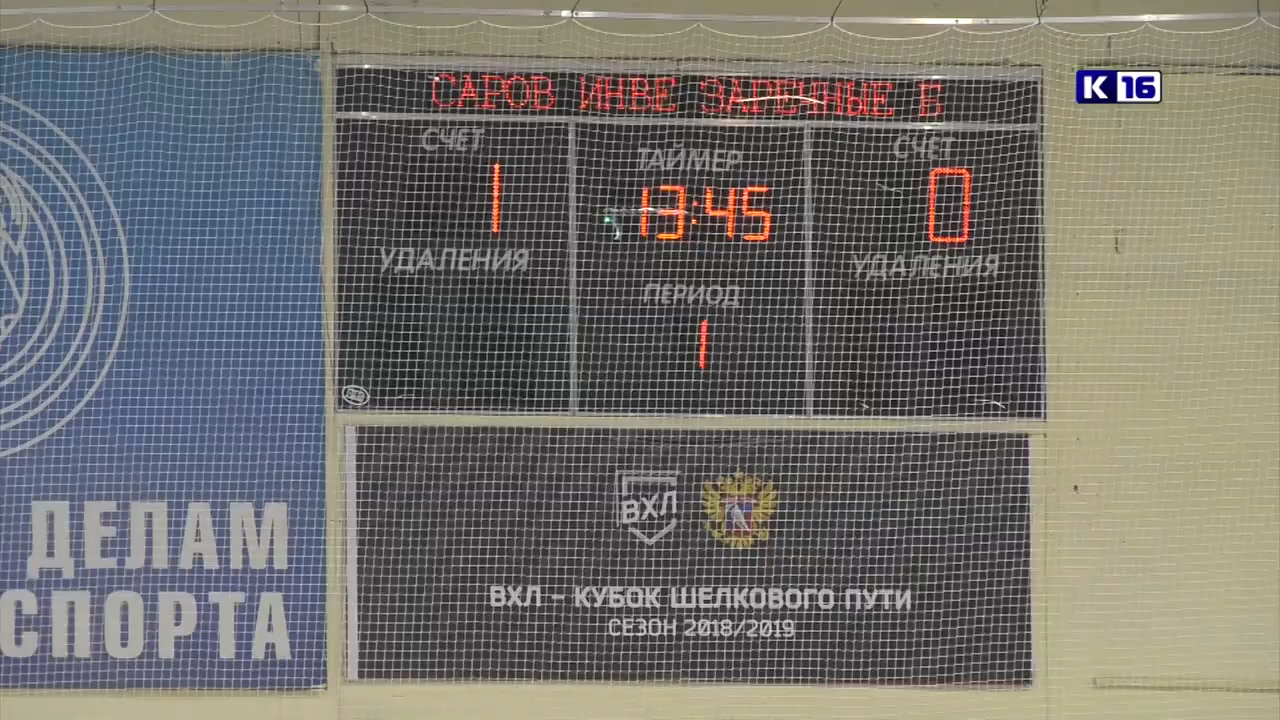 К 16
САРОВ ИНВЕ ЗАРЕЧНЫЕ Б
СЧЕТ
ТАЙМЕР
СЧЕТ
1
13:45
0
УДАЛЕНИЯ
ПЕРИОД
УДАЛЕНИЯ
1
ДЕЛАМ
СПОРТА
ВХЛ
ВХЛ – КУБОК ШЕЛКОВОГО ПУТИ
СЕЗОН 2018/2019